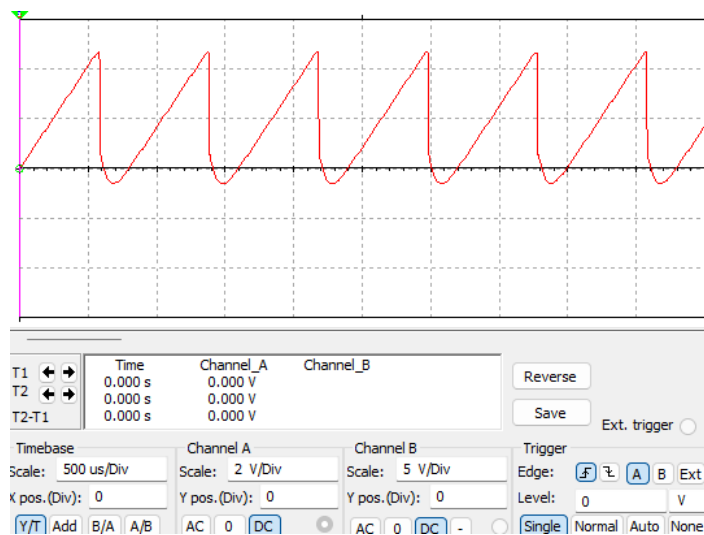 Time Channel_A Channel_B
T1 0.000 s 0.000 V
T2 0.000 s 0.000 V
T2-T1 0.000 s 0.000 V
Reverse
Save
Ext. trigger
Timebase
Scale: 500 us/Div
X pos.(Div): 0
Y/T Add B/A A/B
Channel A
Scale: 2 V/Div
Y pos.(Div): 0
AC 0 DC
Channel B
Scale: 5 V/Div
Y pos.(Div): 0
AC 0 DC -
Trigger
Edge: A B Ext
Level: 0 V
Single Normal Auto None